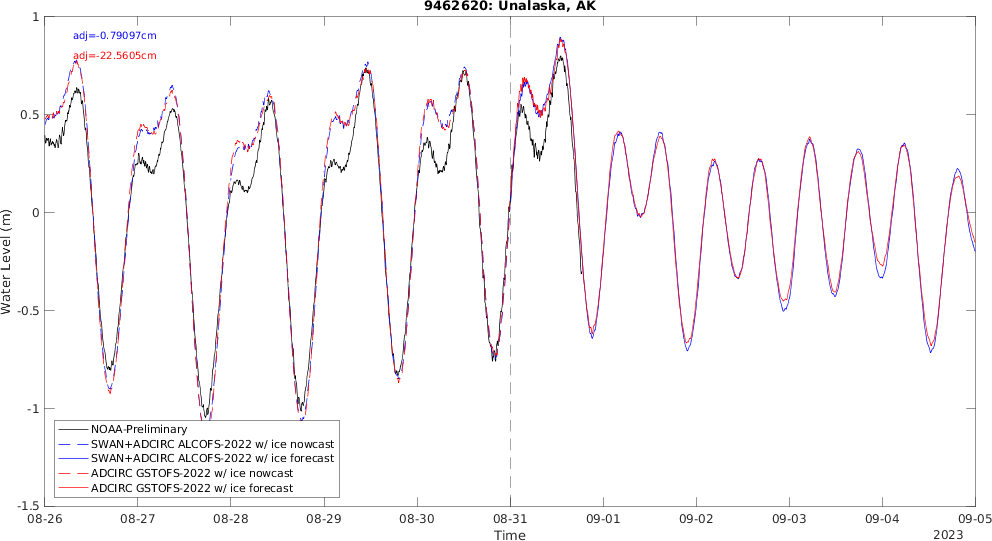 9462620: Unalaska, AK
adj=-0.79097cm
adj=-22.5605cm
Water Level (m)
1
0.5
0
-0.5
-1
-1.5
NOAA-Preliminary
SWAN+ADCIRC ALCOFS-2022 w/ ice nowcast
SWAN+ADCIRC ALCOFS-2022 w/ ice forecast
ADCIRC GSTOFS-2022 w/ ice nowcast
ADCIRC GSTOFS-2022 w/ ice forecast
08-26 08-27 08-28 08-29 08-30 08-31 09-01 09-02 09-03 09-04 09-05
Time
2023